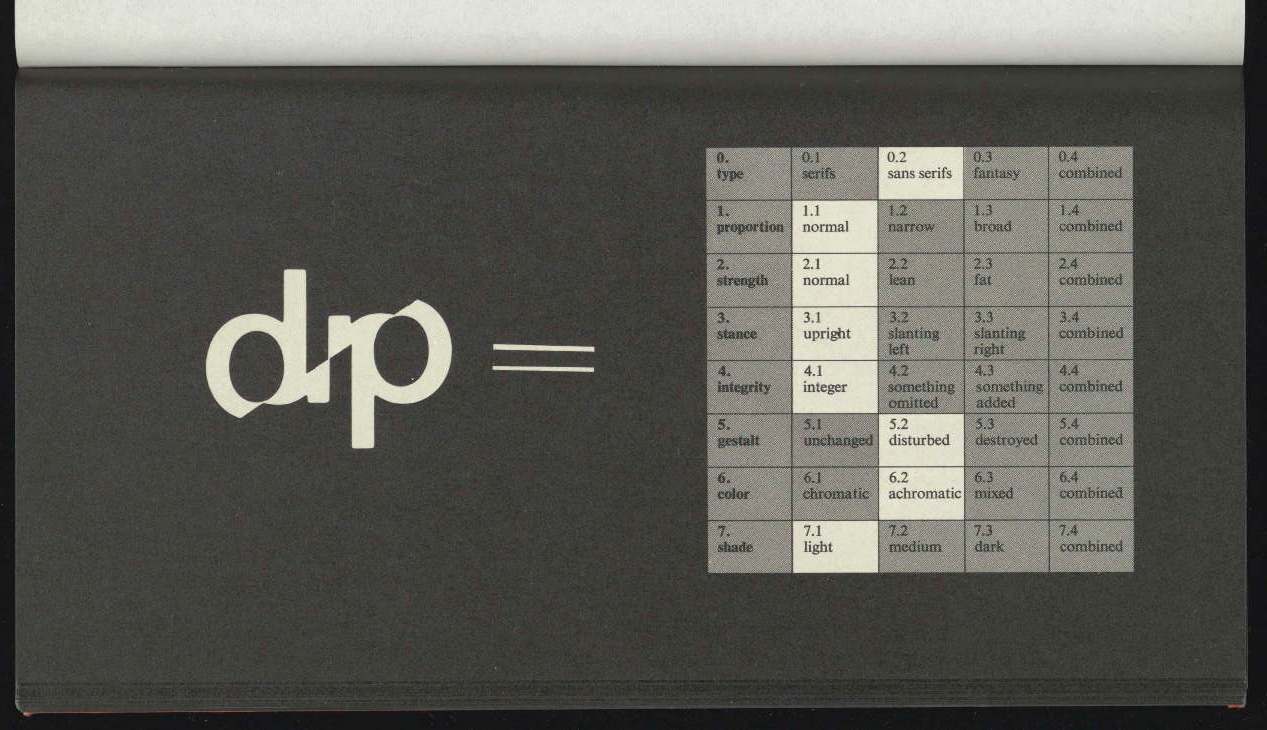 dp =
0. type
0.1 serifs
0.2 sans serifs
0.3 fantasy
0.4 combined
1. proportion
1.1 normal
1.2 narrow
1.3 broad
1.4 combined
2. strength
2.1 normal
2.2 lean
2.3 fat
2.4 combined
3. stance
3.1 upright
3.2 slanting left
3.3 slanting right
3.4 combined
4. integrity
4.1 integer
4.2 something omitted
4.3 something added
4.4 combined
5. gestalt
5.1 unchanged
5.2 disturbed
5.3 destroyed
5.4 combined
6. color
6.1 chromatic
6.2 achromatic
6.3 mixed
6.4 combined
7. shade
7.1 light
7.2 medium
7.3 dark
7.4 combined